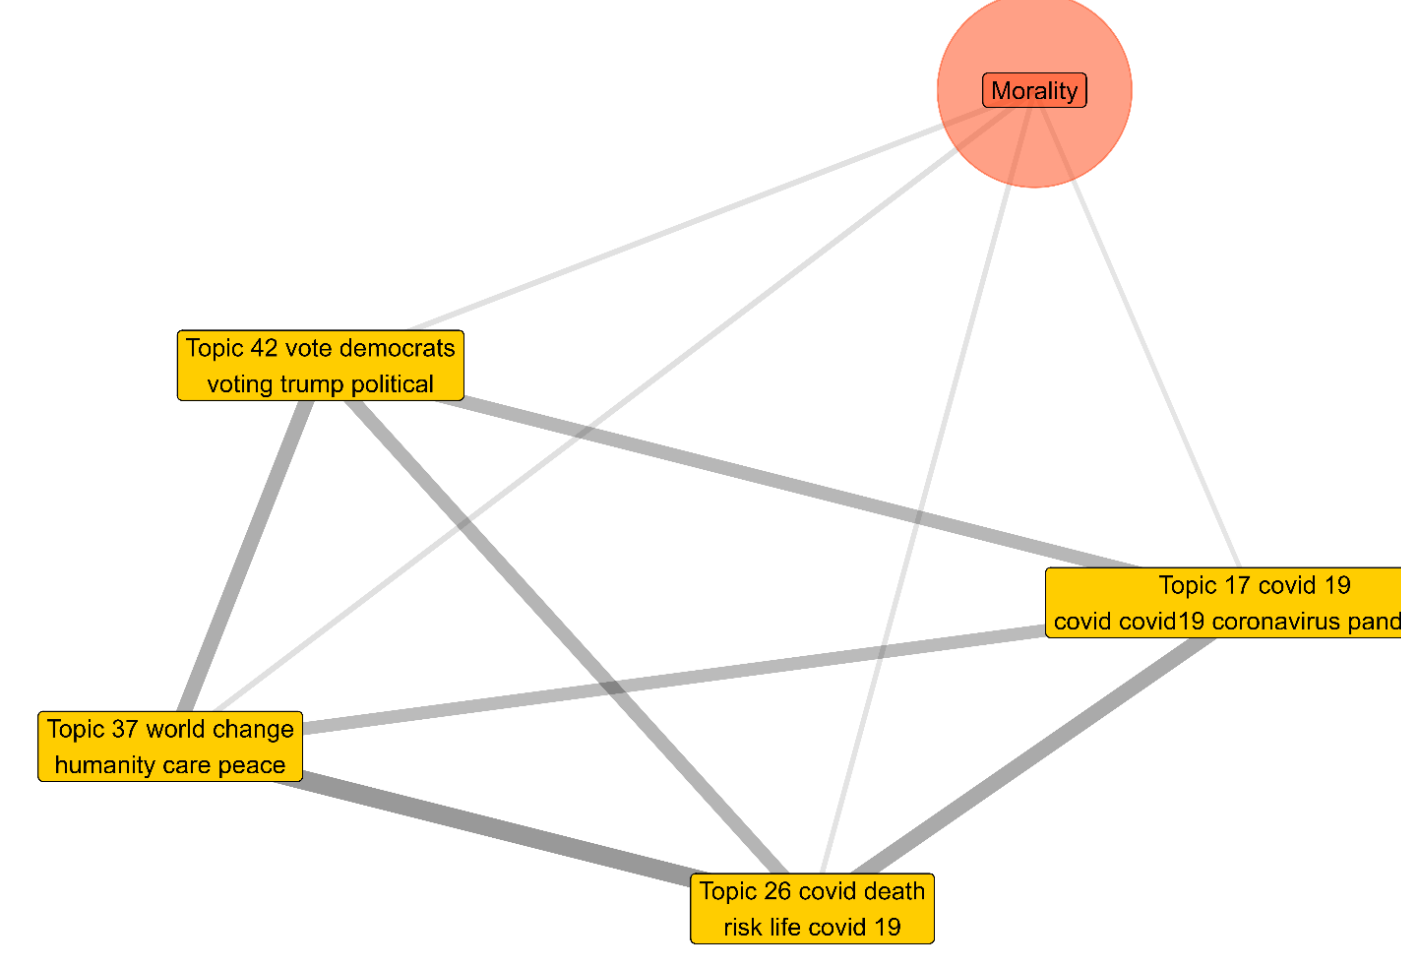 Morality
Topic 42 vote democrats
voting trump political
Topic 17 covid 19
covid covid19 coronavirus pand
Topic 37 world change
humanity care peace
Topic 26 covid death
risk life covid 19